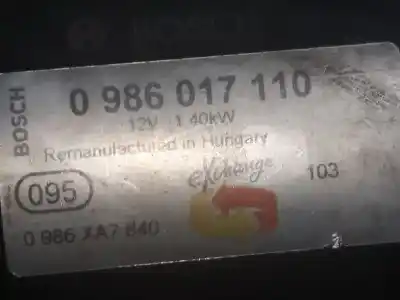 BOSCH
0 986 017 110
12V 1.40kW
Remanufactured in Hungary
eXchange
103
095
0 986 XA7 840